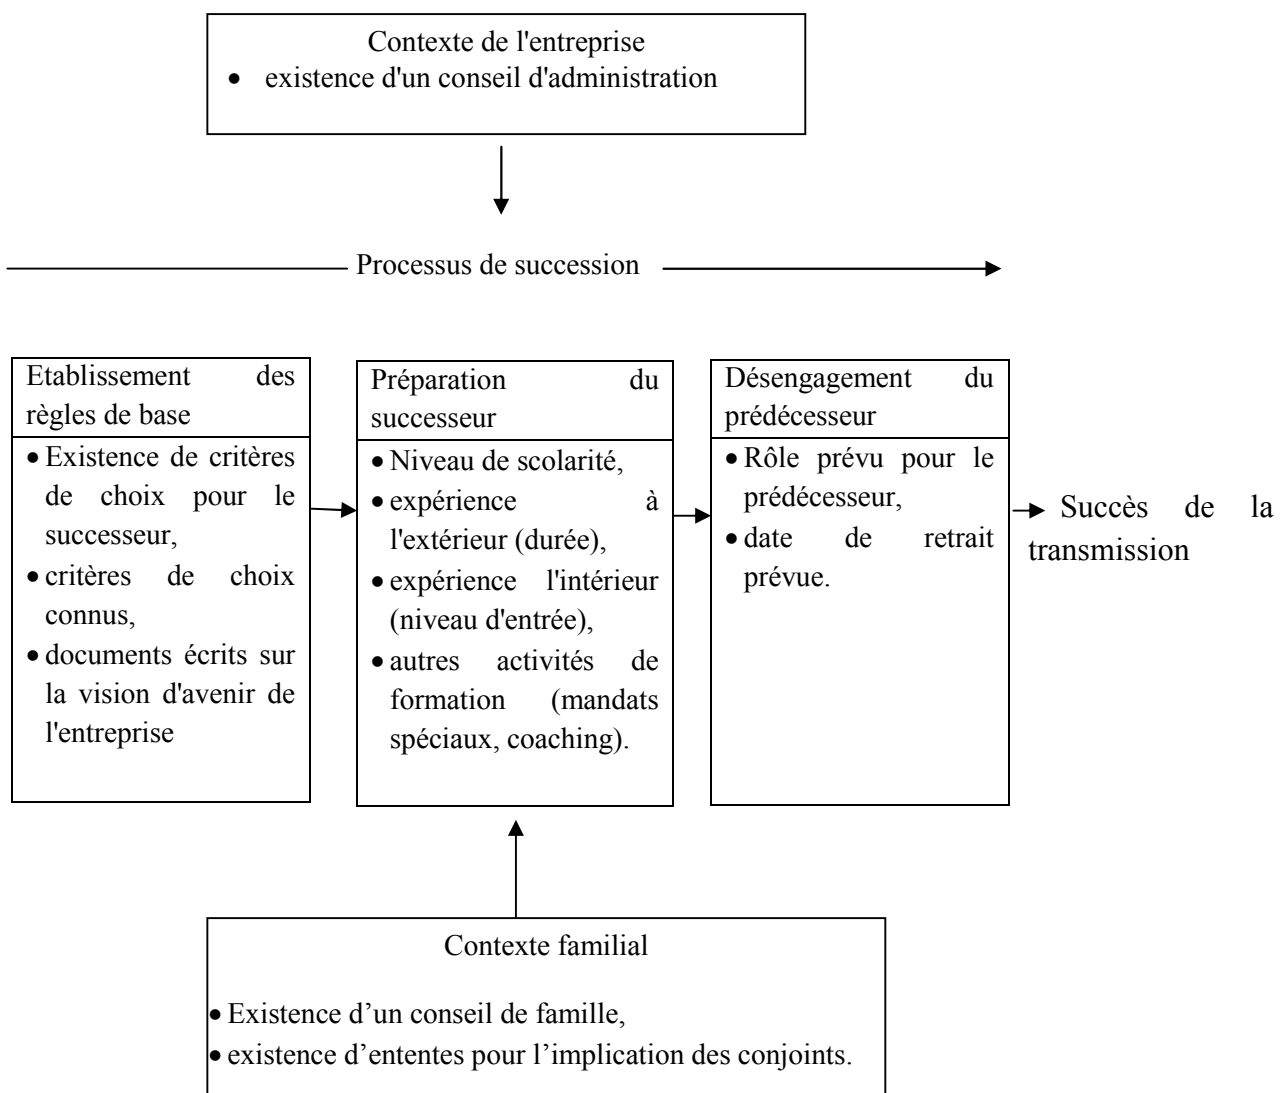 Contexte de l'entreprise
• existence d'un conseil d'administration
Processus de succession
Etablissement des
règles de base
• Existence de critères
de choix pour le
successeur,
• critères de choix
connus,
• documents écrits sur
la vision d'avenir de
l'entreprise
Préparation du
successeur
• Niveau de scolarité,
• expérience à
l'extérieur (durée),
• expérience l'intérieur
(niveau d'entrée),
• autres activités de
formation (mandats
spéciaux, coaching).
Désengagement du
prédécesseur
• Rôle prévu pour le
prédécesseur,
• date de retrait
prévue.
Succès de la
transmission
Contexte familial
• Existence d’un conseil de famille,
• existence d’ententes pour l’implication des conjoints.